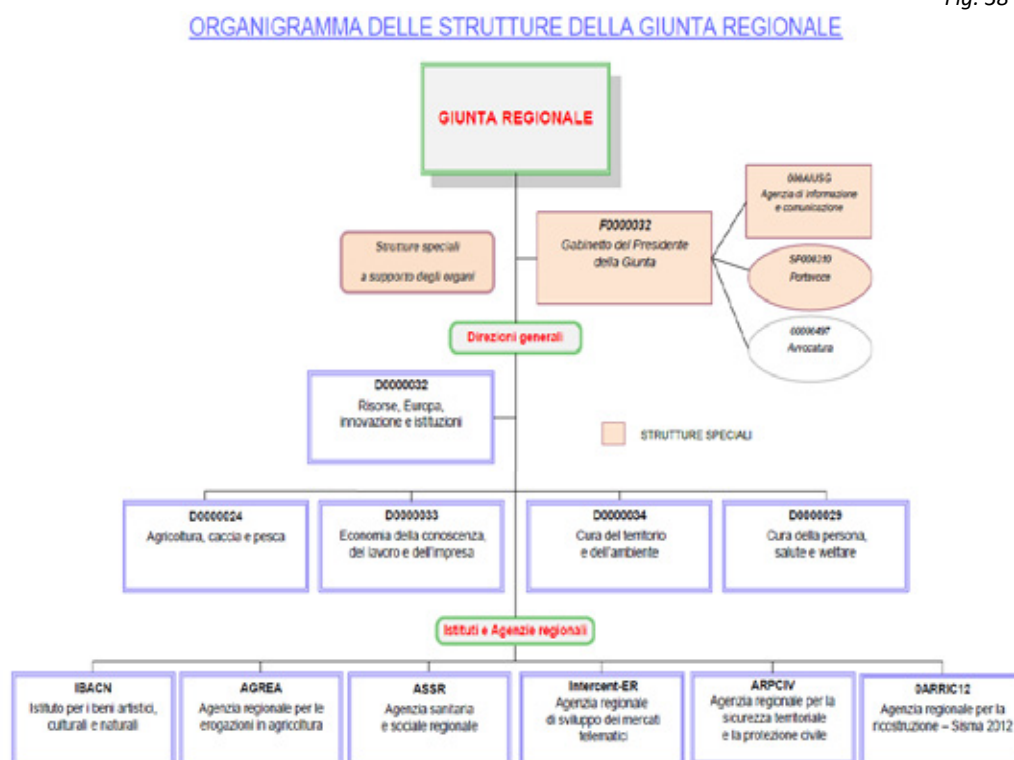 Fig. 58
ORGANIGRAMMA DELLE STRUTTURE DELLA GIUNTA REGIONALE
GIUNTA REGIONALE
Agenzia di informazione
e comunicazione
F0000032
Gabinetto del Presidente
della Giunta
Strutture speciali
a supporto degli organi
SP000310
Portavoce
00000497
Avvocatura
Direzioni generali
D0000032
Risorse, Europa,
innovazione e istituzioni
STRUTTURE SPECIALI
D0000024
Agricoltura, caccia e pesca
D0000033
Economia della conoscenza,
del lavoro e dell'impresa
D0000034
Cura del territorio
e dell'ambiente
D0000029
Cura della persona,
salute e welfare
Istituti e Agenzie regionali
IBACN
Istituto per i beni artistici,
culturali e naturali
AGREA
Agenzia regionale per le
erogazioni in agricoltura
ASSR
Agenzia sanitaria
e sociale regionale
Intercent-ER
Agenzia regionale
di sviluppo dei mercati
telematici
ARPCIV
Agenzia regionale per la
sicurezza territoriale
e la protezione civile
0ARRIC12
Agenzia regionale per la
ricostruzione – Sisma 2012